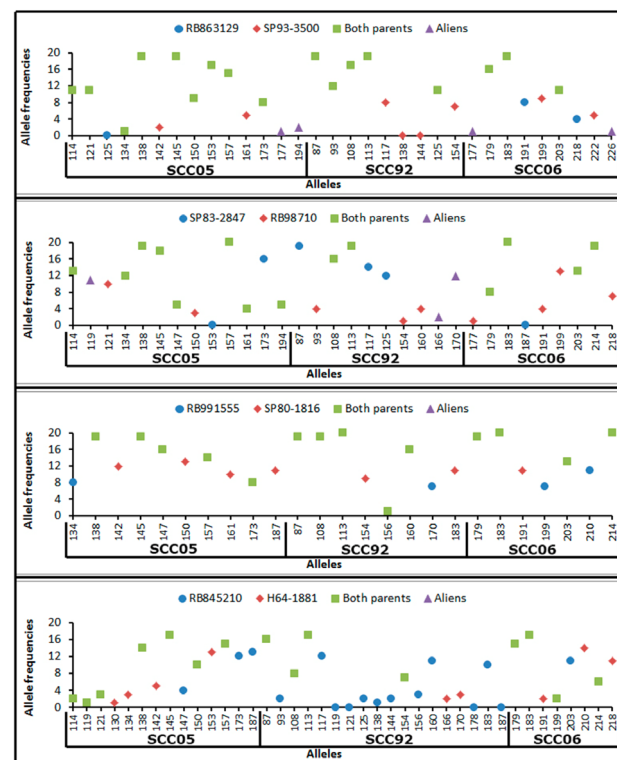 RB863129 SP93-3500 Both parents Aliens
Allele frequencies
20
16
12
8
4
0
114 121 125 134 138 142 145 150 153 157 161 173 177 194 87 93 108 113 117 138 144 125 154 177 179 183 191 199 203 218 222 226
SCC05 SCC92 SCC06
Alleles
SP83-2847 RB98710 Both parents Aliens
Allele frequencies
20
16
12
8
4
0
114 119 121 134 138 145 147 150 153 157 161 173 194 87 93 108 113 117 125 154 160 166 170 177 179 183 187 191 199 203 214 218
SCC05 SCC92 SCC06
Alleles
RB991555 SP80-1816 Both parents Aliens
Allele frequencies
20
16
12
8
4
0
134 138 142 145 147 150 157 161 173 187 87 108 113 154 156 160 170 183 179 183 191 199 203 210 214
SCC05 SCC92 SCC06
Alleles
RB845210 H64-1881 Both parents Aliens
Allele frequencies
20
16
12
8
4
0
114 119 121 130 134 138 142 145 147 150 153 157 173 187 87 93 108 113 117 119 121 125 138 144 154 156 160 166 170 178 183 187 179 183 191 199 203 210 214 218
SCC05 SCC92 SCC06
Alleles